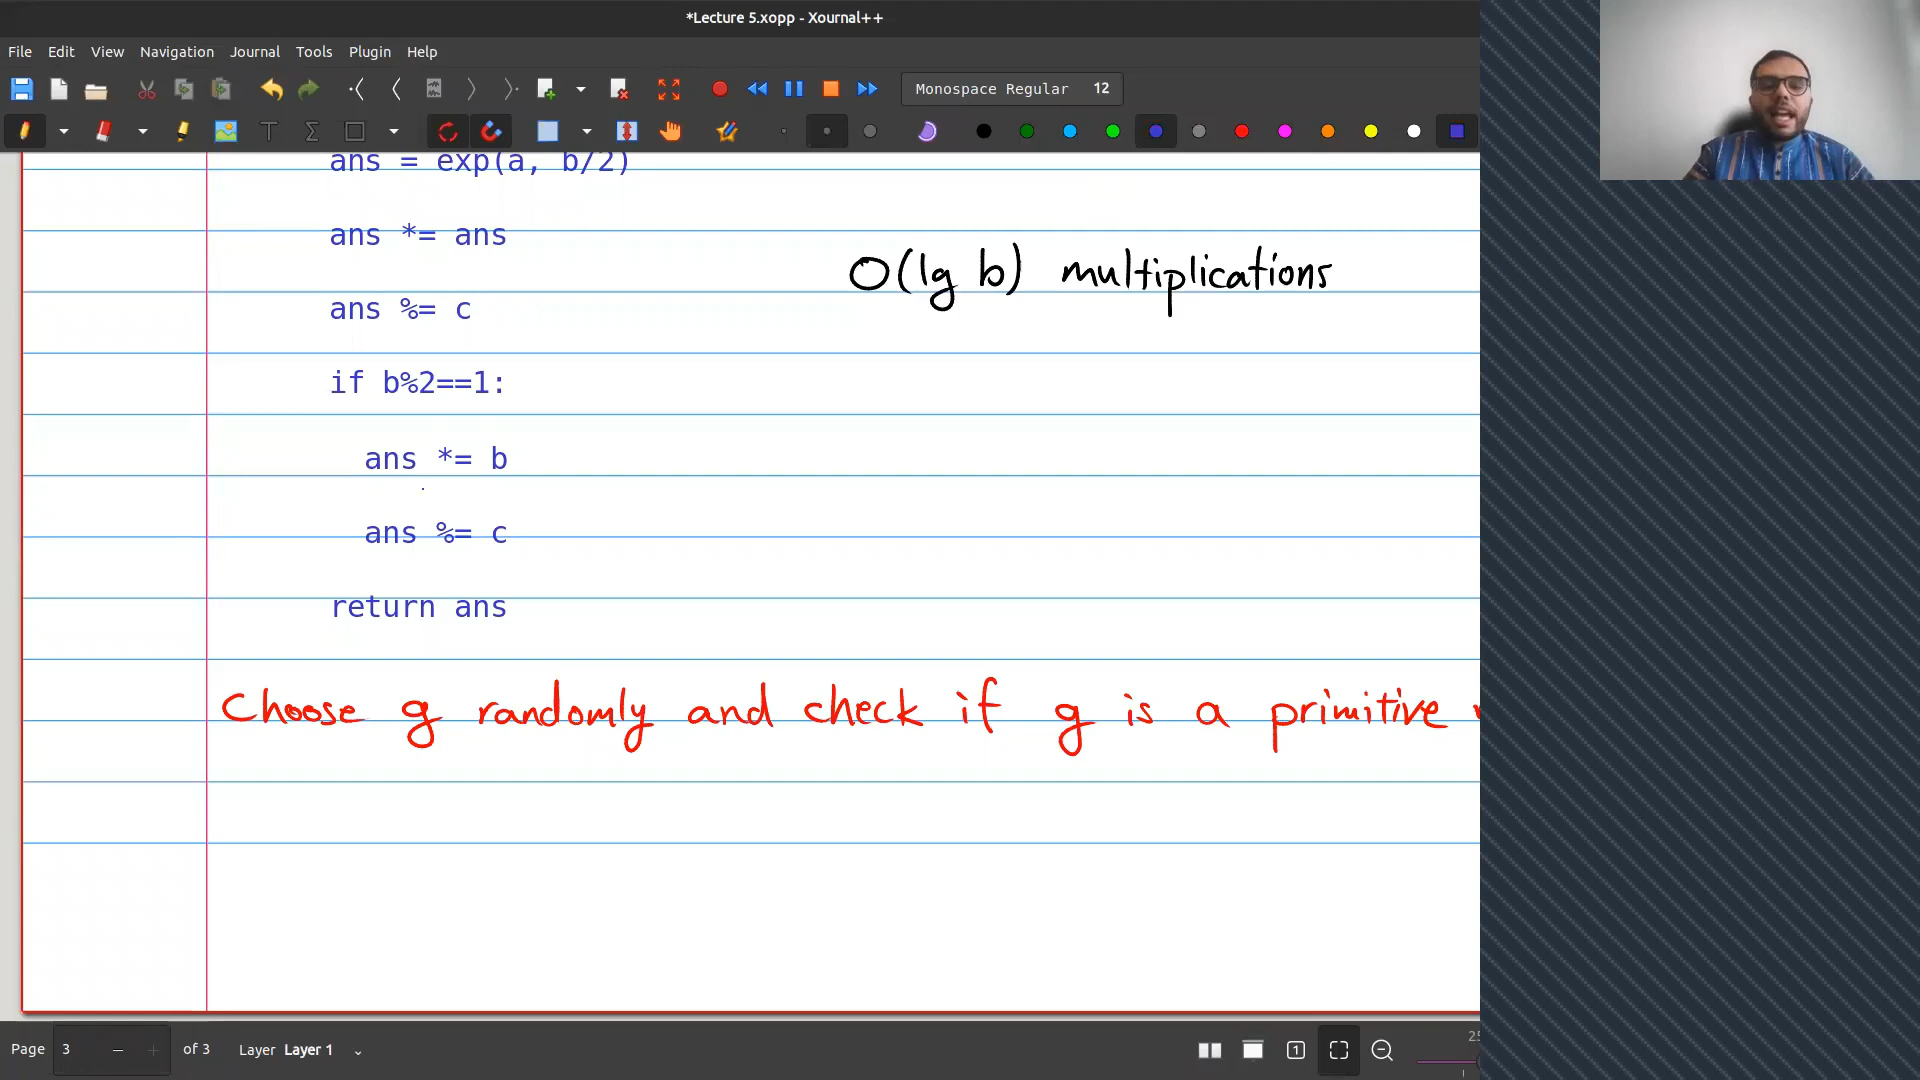 *Lecture 5.xopp - Xournal++
File Edit View Navigation Journal Tools Plugin Help
Monospace Regular 12
ans = exp(a, b/2)
ans *= ans
O(lg b) multiplications
ans %= c
if b%2==1:
ans *= b
ans %= c
return ans
Choose g randomly and check if g is a primitive
Page 3 of 3 Layer Layer 1